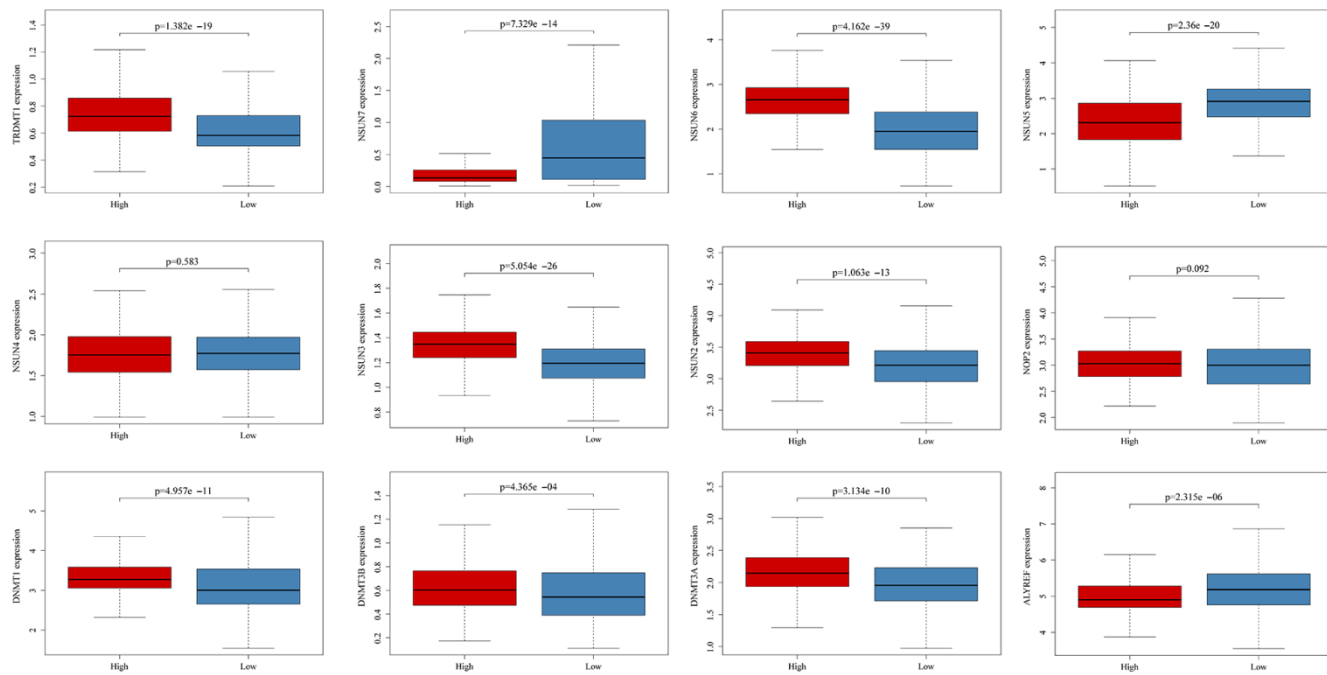 p=1.382e −19
TRDMT1 expression
1.4
1.2
1.0
0.8
0.6
0.4
0.2
High
Low
p=7.329e −14
NSUN7 expression
2.5
2.0
1.5
1.0
0.5
0.0
High
Low
p=4.162e −39
NSUN6 expression
4
3
2
1
High
Low
p=2.36e −20
NSUN5 expression
5
4
3
2
1
High
Low
p=0.583
NSUN4 expression
3.0
2.5
2.0
1.5
1.0
High
Low
p=5.054e −26
NSUN3 expression
2.0
1.8
1.6
1.4
1.2
1.0
0.8
High
Low
p=1.063e −13
NSUN2 expression
5.0
4.5
4.0
3.5
3.0
2.5
High
Low
p=0.092
NOP2 expression
5.0
4.5
4.0
3.5
3.0
2.5
2.0
High
Low
p=4.957e −11
DNMT1 expression
5
4
3
2
High
Low
p=4.365e −04
DNMT3B expression
1.4
1.2
1.0
0.8
0.6
0.4
0.2
High
Low
p=3.134e −10
DNMT3A expression
3.5
3.0
2.5
2.0
1.5
1.0
High
Low
p=2.315e −06
ALYREF expression
8
7
6
5
4
High
Low